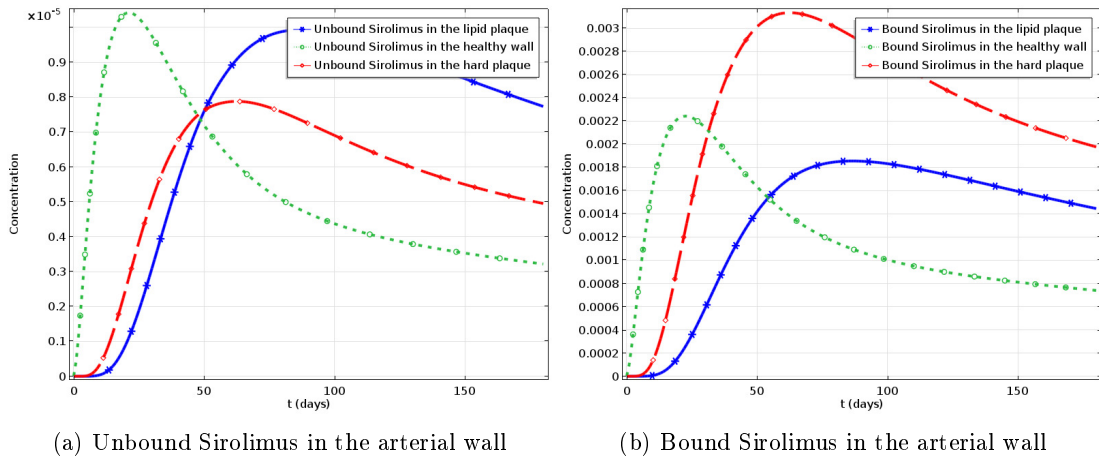 ×10⁻⁵
Unbound Sirolimus in the lipid plaque
Unbound Sirolimus in the healthy wall
Unbound Sirolimus in the hard plaque
Concentration
1
0.9
0.8
0.7
0.6
0.5
0.4
0.3
0.2
0.1
0
0 50 100 150
t (days)
(a) Unbound Sirolimus in the arterial wall
Bound Sirolimus in the lipid plaque
Bound Sirolimus in the healthy wall
Bound Sirolimus in the hard plaque
Concentration
0.003
0.0028
0.0026
0.0024
0.0022
0.002
0.0018
0.0016
0.0014
0.0012
0.001
0.0008
0.0006
0.0004
0.0002
0
0 50 100 150
t (days)
(b) Bound Sirolimus in the arterial wall